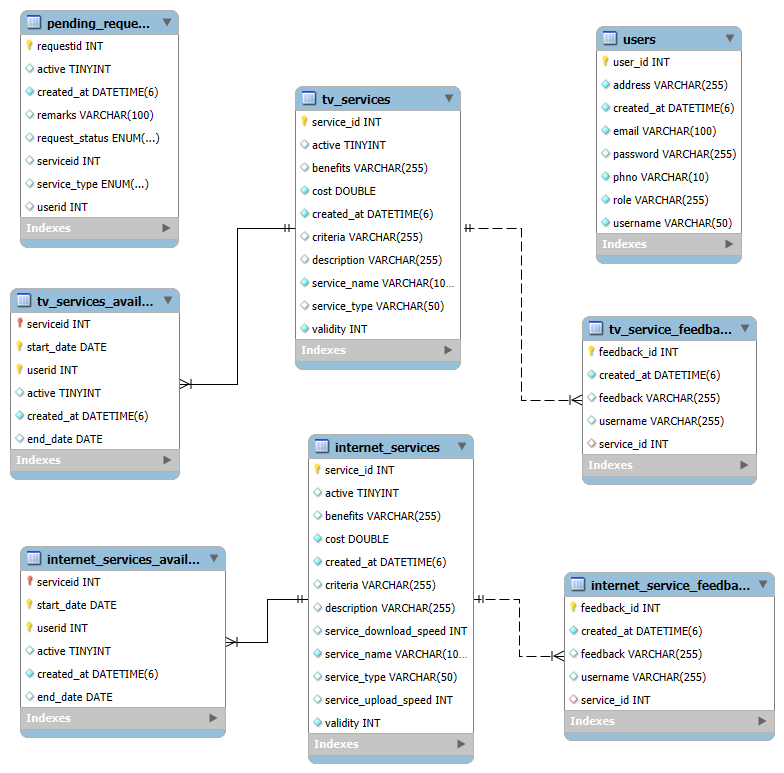 pending_reque...
requestid INT
active TINYINT
created_at DATETIME(6)
remarks VARCHAR(100)
request_status ENUM(...)
serviceid INT
service_type ENUM(...)
userid INT
Indexes
tv_services
service_id INT
active TINYINT
benefits VARCHAR(255)
cost DOUBLE
created_at DATETIME(6)
criteria VARCHAR(255)
description VARCHAR(255)
service_name VARCHAR(10...
service_type VARCHAR(50)
validity INT
Indexes
users
user_id INT
address VARCHAR(255)
created_at DATETIME(6)
email VARCHAR(100)
password VARCHAR(255)
phno VARCHAR(10)
role VARCHAR(255)
username VARCHAR(50)
Indexes
tv_services_avail...
serviceid INT
start_date DATE
userid INT
active TINYINT
created_at DATETIME(6)
end_date DATE
Indexes
tv_service_feedba...
feedback_id INT
created_at DATETIME(6)
feedback VARCHAR(255)
username VARCHAR(255)
service_id INT
Indexes
internet_services
service_id INT
active TINYINT
benefits VARCHAR(255)
cost DOUBLE
created_at DATETIME(6)
criteria VARCHAR(255)
description VARCHAR(255)
service_download_speed INT
service_name VARCHAR(10...
service_type VARCHAR(50)
service_upload_speed INT
validity INT
Indexes
internet_services_avail...
serviceid INT
start_date DATE
userid INT
active TINYINT
created_at DATETIME(6)
end_date DATE
Indexes
internet_service_feedba...
feedback_id INT
created_at DATETIME(6)
feedback VARCHAR(255)
username VARCHAR(255)
service_id INT
Indexes